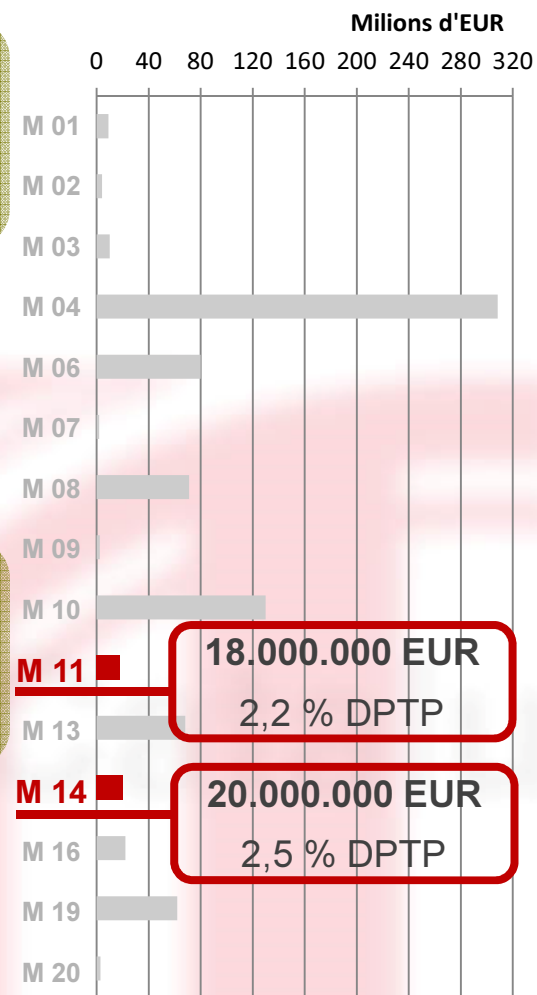 Milions d'EUR
0 40 80 120 160 200 240 280 320
M 01
M 02
M 03
M 04
M 06
M 07
M 08
M 09
M 10
M 11
18.000.000 EUR
2,2 % DPTP
M 13
M 14
20.000.000 EUR
2,5 % DPTP
M 16
M 19
M 20